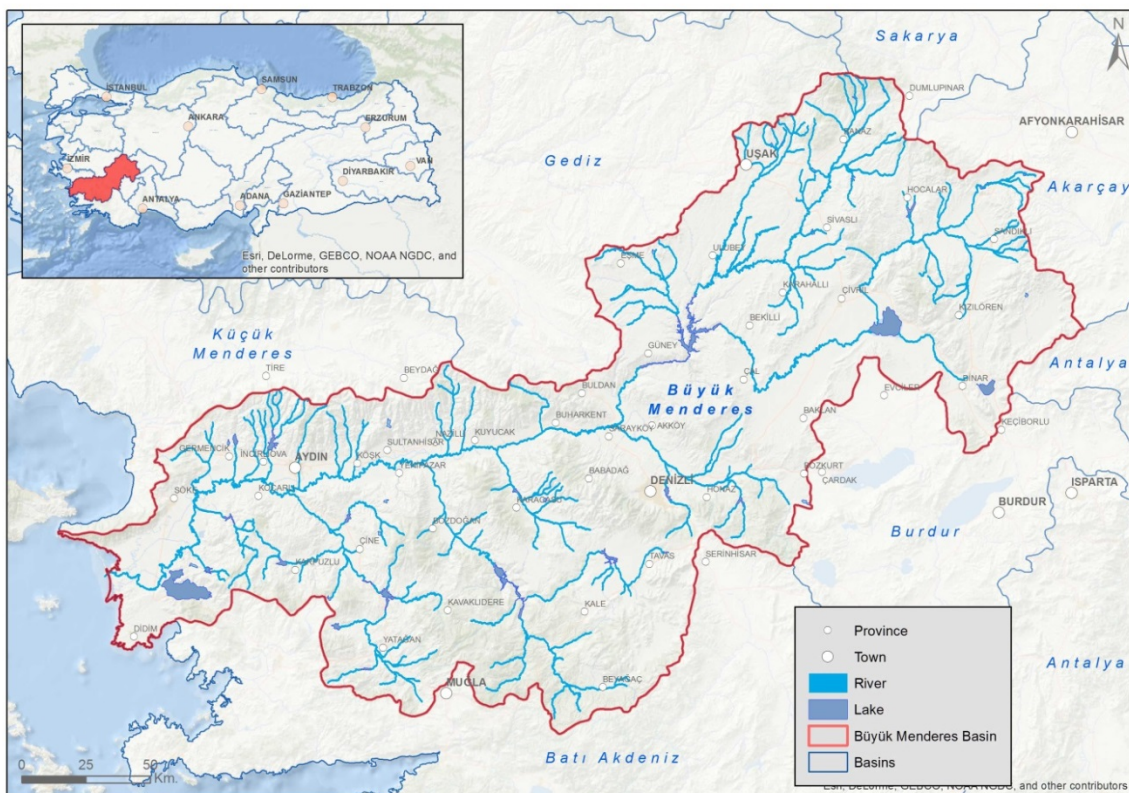 İSTANBUL
SAMSUN
TRABZON
ANKARA
ERZURUM
İZMİR
VAN
DİYARBAKIR
ANTALYA
ADANA
GAZİANTEP
Esri, DeLorme, GEBCO, NOAA NGDC, and
other contributors
Sakarya
N
DUMLUPINAR
AFYONKARAHİSAR
BANAZ
Gediz
UŞAK
Akarçay
HOCALAR
SİVASLI
SANDIKLI
ULUBEY
EŞME
KARAHALLI
ÇİVRİL
KIZILÖREN
BEKİLLİ
Küçük
Menderes
GÜNEY
TİRE
BEYDAĞ
ÇAL
DİNAR
Antalya
BULDAN
Büyük
Menderes
EVCİLER
BAKLAN
KEÇİBORLU
BUHARKENT
SARAYKÖY
AKKÖY
NAZİLLİ
KUYUCAK
SULTANHİSAR
GERMENCİK
İNCİRLİOVA
AYDIN
KÖŞK
YENİPAZAR
BABADAĞ
BOZKURT
ÇARDAK
ISPARTA
DENİZLİ
HONAZ
SÖKE
KOÇARLI
KARACASU
BURDUR
BOZDOĞAN
Burdur
ÇİNE
KARPUZLU
TAVAS
SERİNHİSAR
KAVAKLIDERE
KALE
DİDİM
YATAĞAN
MUĞLA
BEYAĞAÇ
Antalya
Batı Akdeniz
Province
Town
River
Lake
Büyük Menderes Basin
Basins
0 25 50
Km.
Esri, DeLorme, GEBCO, NOAA NGDC, and other contributors